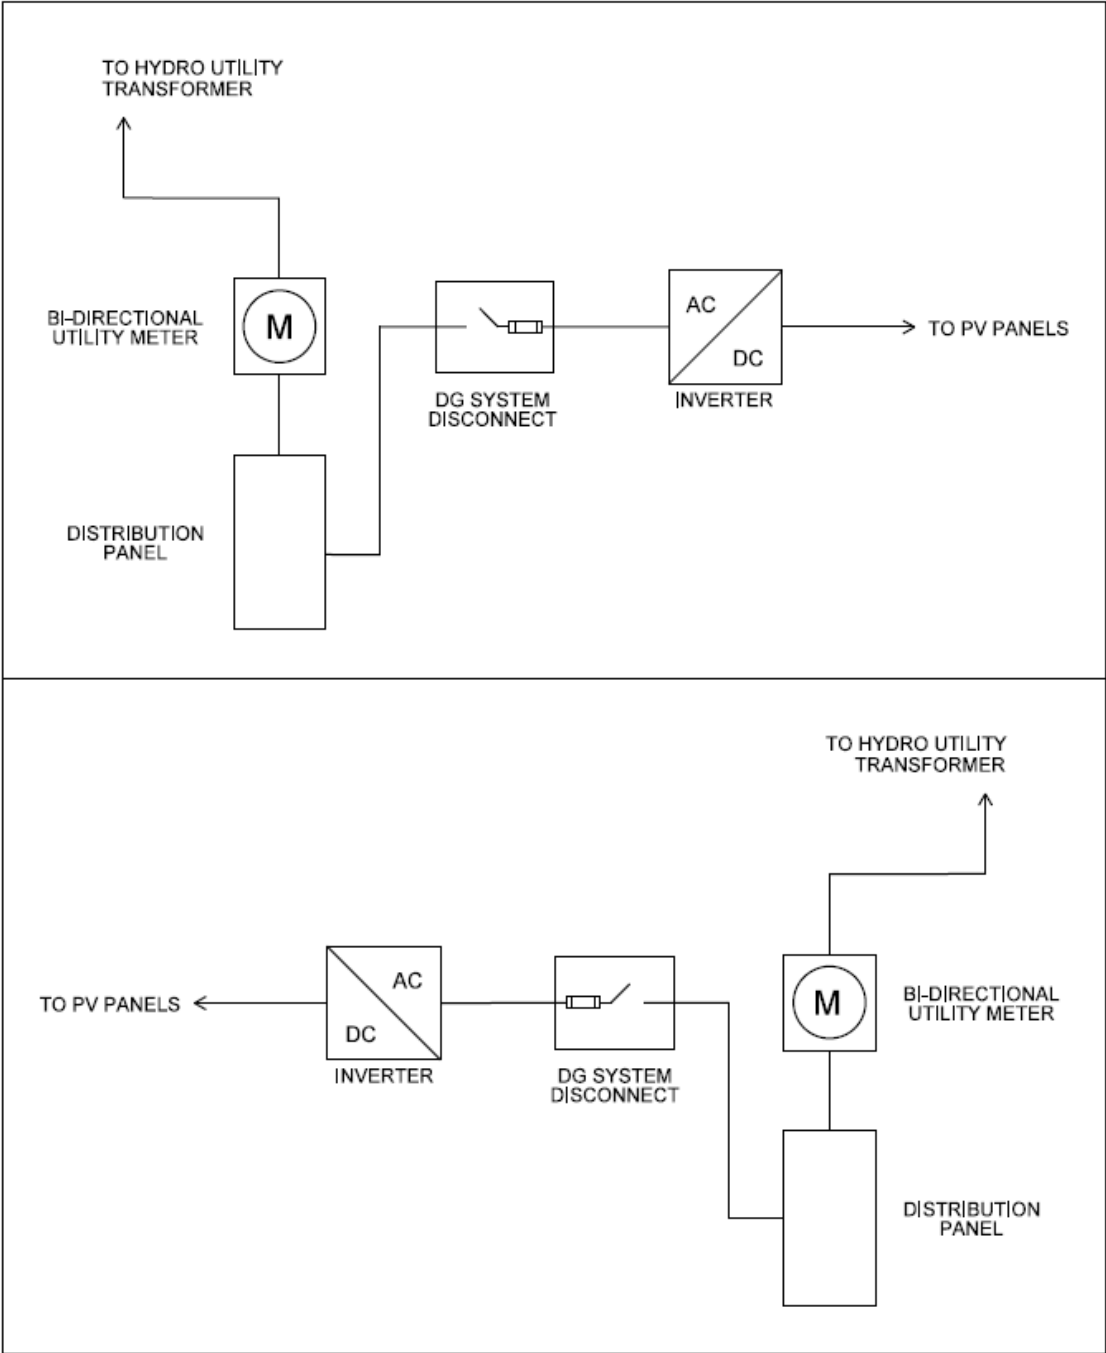 TO HYDRO UTILITY
TRANSFORMER
BI-DIRECTIONAL
UTILITY METER
M
DG SYSTEM
DISCONNECT
AC
DC
INVERTER
TO PV PANELS
DISTRIBUTION
PANEL
TO HYDRO UTILITY
TRANSFORMER
TO PV PANELS
AC
DC
INVERTER
DG SYSTEM
DISCONNECT
M
BI-DIRECTIONAL
UTILITY METER
DISTRIBUTION
PANEL